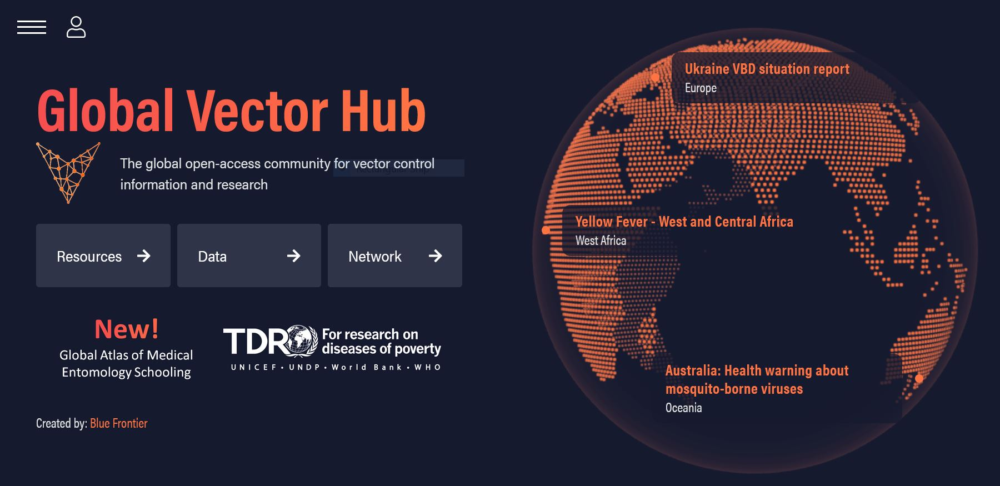 Global Vector Hub
The global open-access community for vector control
information and research
Rectangular Snip
Resources
Data
Network
New!
Global Atlas of Medical
Entomology Schooling
TDR For research on
diseases of poverty
UNICEF • UNDP • World Bank • WHO
Created by: Blue Frontier
Ukraine VBD situation report
Europe
Yellow Fever - West and Central Africa
West Africa
Australia: Health warning about
mosquito-borne viruses
Oceania